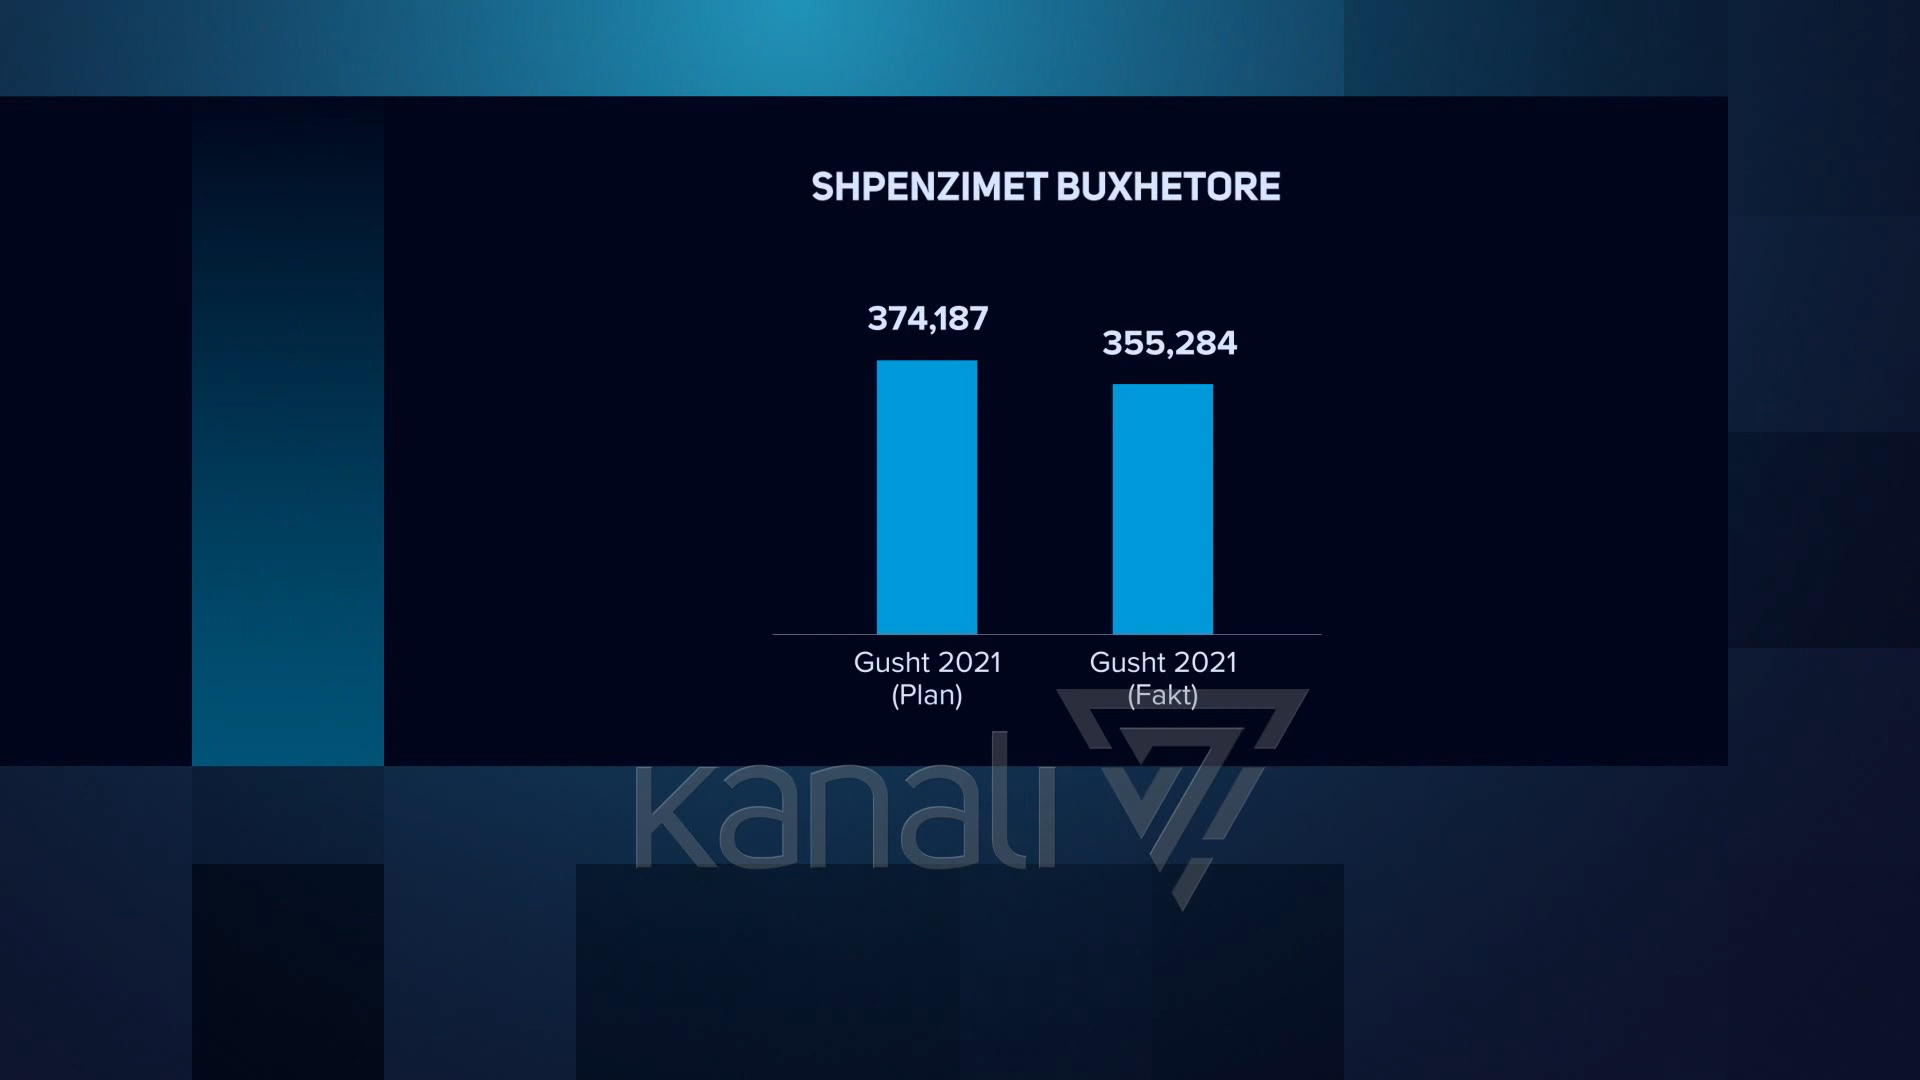 SHPENZIMET BUXHETORE
374,187
355,284
Gusht 2021
(Plan)
Gusht 2021
(Fakt)
kanali 7